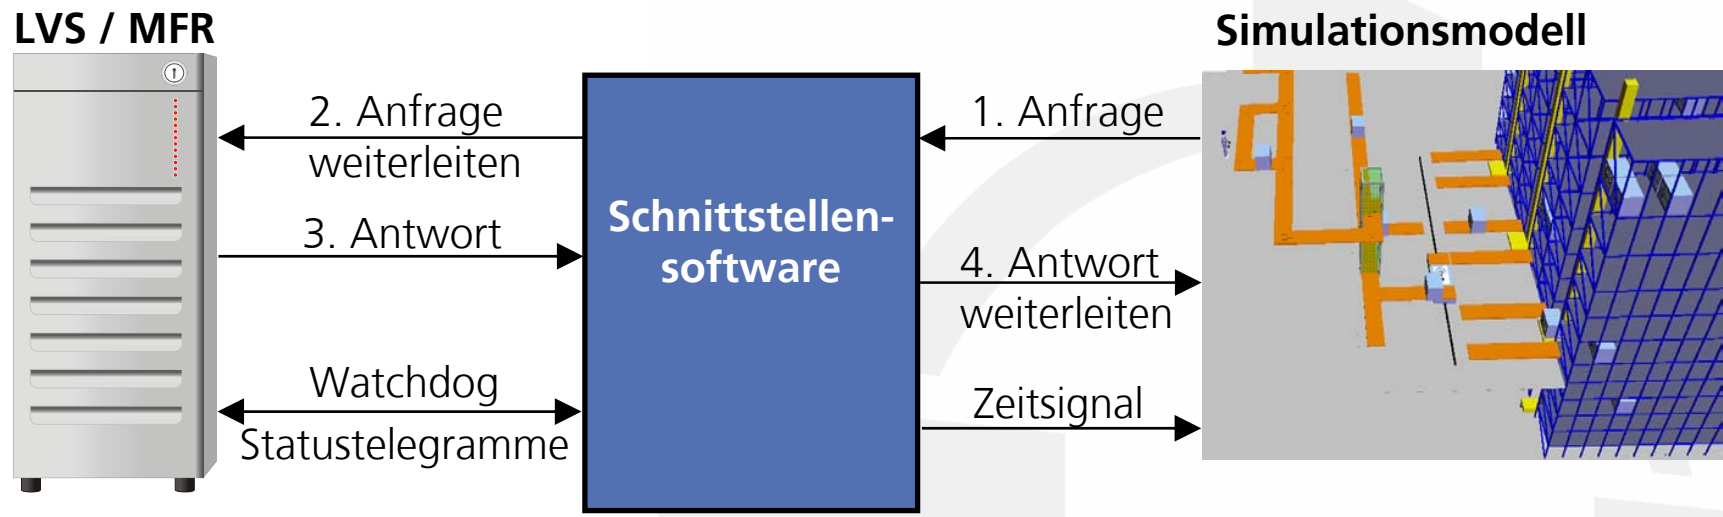 LVS / MFR
Simulationsmodell
2. Anfrage
weiterleiten
1. Anfrage
Schnittstellen-
software
3. Antwort
4. Antwort
weiterleiten
Watchdog
Statustelegramme
Zeitsignal